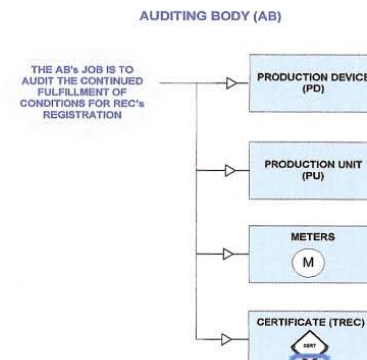 AUDITING BODY (AB)
THE AB's JOB IS TO
AUDIT THE CONTINUED
FULFILLMENT OF
CONDITIONS FOR REC's
REGISTRATION
PRODUCTION DEVICE
(PD)
PRODUCTION UNIT
(PU)
METERS
M
CERTIFICATE (TREC)
CERT